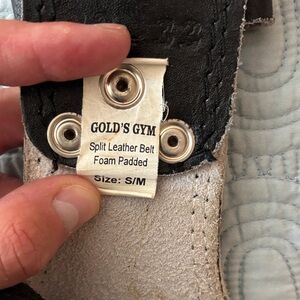 GOLD'S GYM
Split Leather Belt
Foam Padded
Size: S/M